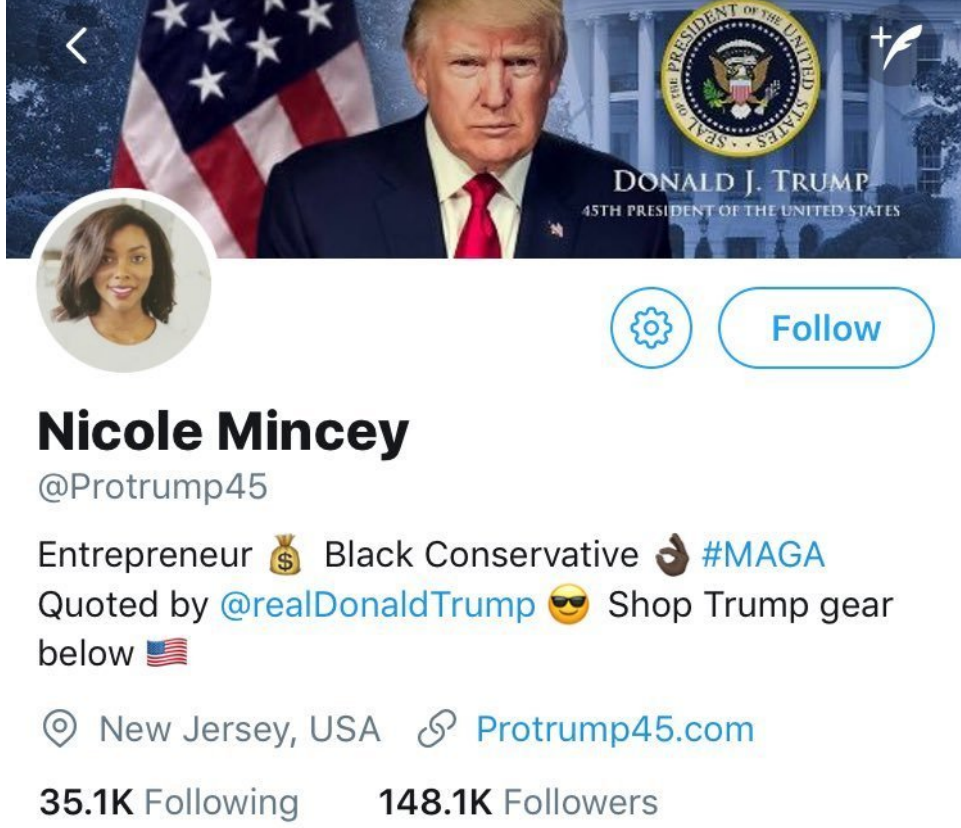 SEAL OF THE PRESIDENT OF THE UNITED STATES
DONALD J. TRUMP
45TH PRESIDENT OF THE UNITED STATES
Follow
Nicole Mincey
@Protrump45
Entrepreneur 💰 Black Conservative 👌🏿 #MAGA
Quoted by @realDonaldTrump 😎 Shop Trump gear
below 🇺🇸
New Jersey, USA Protrump45.com
35.1K Following 148.1K Followers